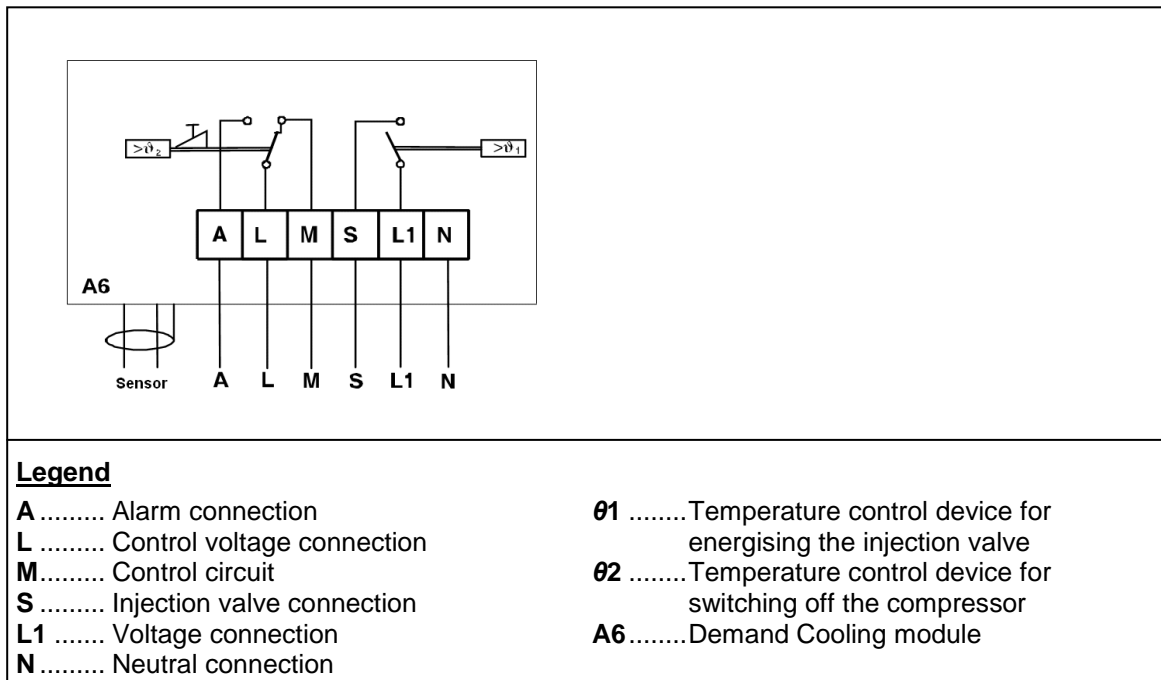 >ϑ₂
>ϑ₁
A L M S L1 N
A6
Sensor A L M S L1 N
Legend
A ......... Alarm connection
L ......... Control voltage connection
M ......... Control circuit
S ......... Injection valve connection
L1 ....... Voltage connection
N ......... Neutral connection
θ1 ........Temperature control device for
energising the injection valve
θ2 ........Temperature control device for
switching off the compressor
A6 ........Demand Cooling module